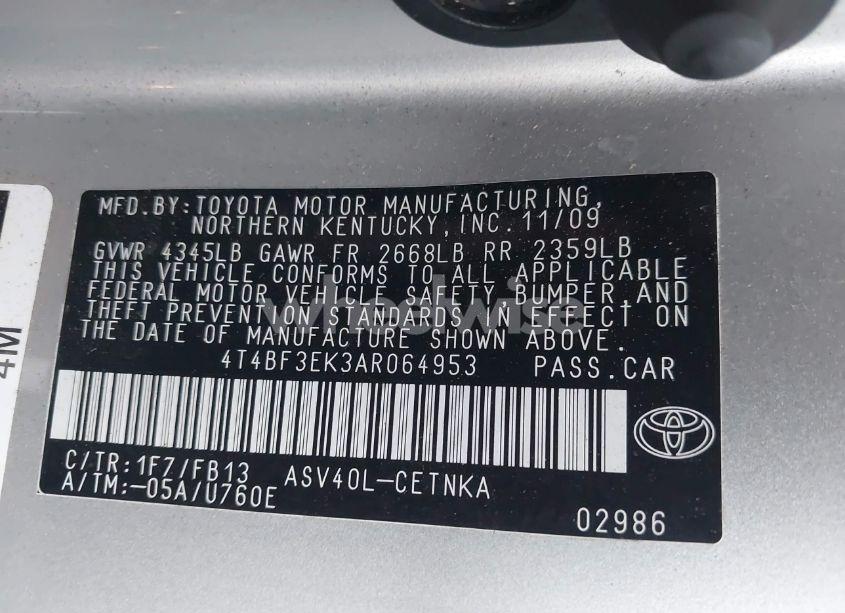 MFD.BY:TOYOTA MOTOR MANUFACTURING,
NORTHERN KENTUCKY,INC.11/09
GVWR 4345LB GAWR FR 2668LB RR 2359LB
THIS VEHICLE CONFORMS TO ALL APPLICABLE
FEDERAL MOTOR VEHICLE SAFETY BUMPER,AND
THEFT PREVENTION STANDARDS IN EFFECT ON
THE DATE OF MANUFACTURE SHOWN ABOVE.
wheelwise
4T4BF3EK3AR064953 PASS.CAR
C/TR:1F7/FB13 ASV40L-CETNKA
A/TM:-05A/U760E
02986
4M